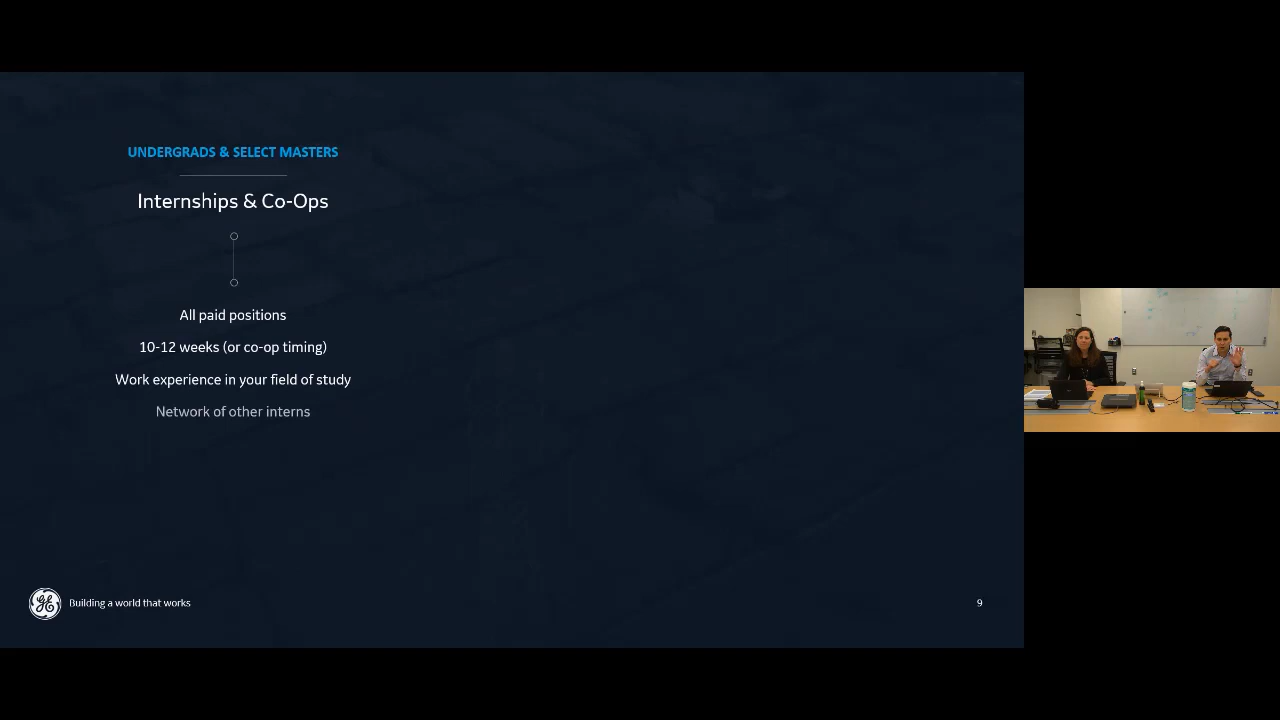 UNDERGRADS & SELECT MASTERS
Internships & Co-Ops
All paid positions
10-12 weeks (or co-op timing)
Work experience in your field of study
Network of other interns
GE
Building a world that works
9